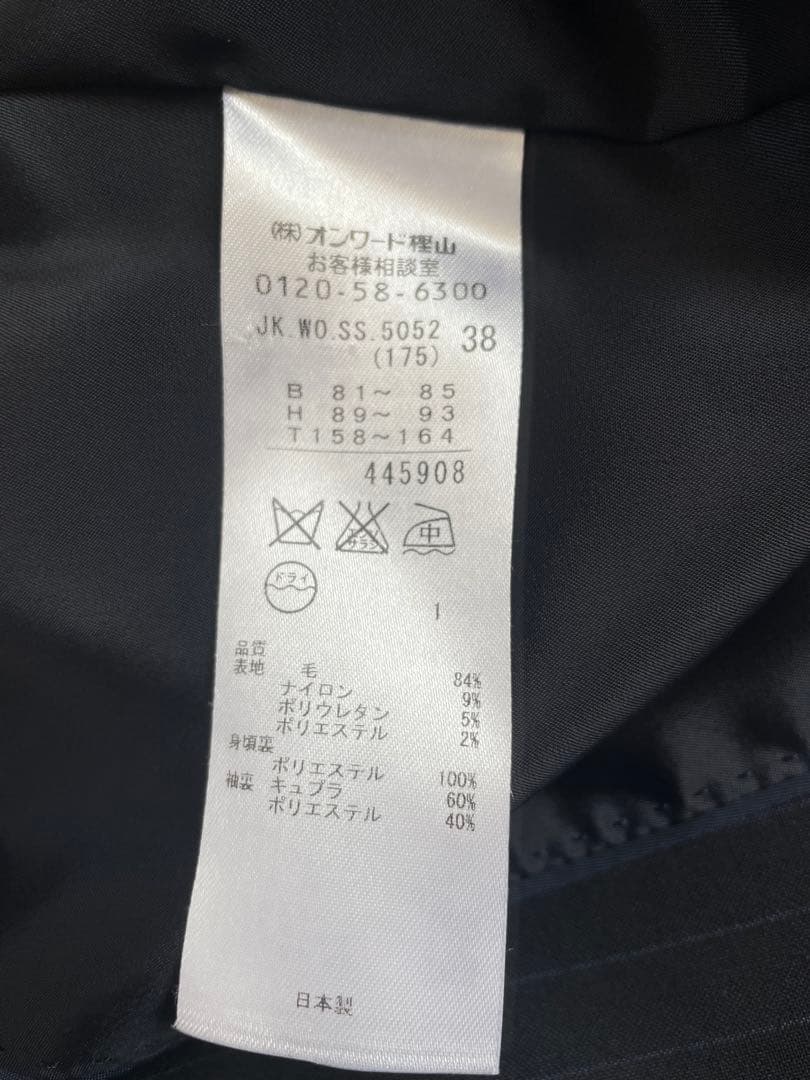 (株)オンワード樫山
お客様相談室
0120-58-6300
JK.WO.SS.5052 38
(175)
B 81～ 85
H 89～ 93
T158～164
445908
中
ドライ
1
品質
表地 毛 84%
ナイロン 9%
ポリウレタン 5%
ポリエステル 2%
身頃裏
ポリエステル 100%
袖裏 キュプラ 60%
ポリエステル 40%
日本製